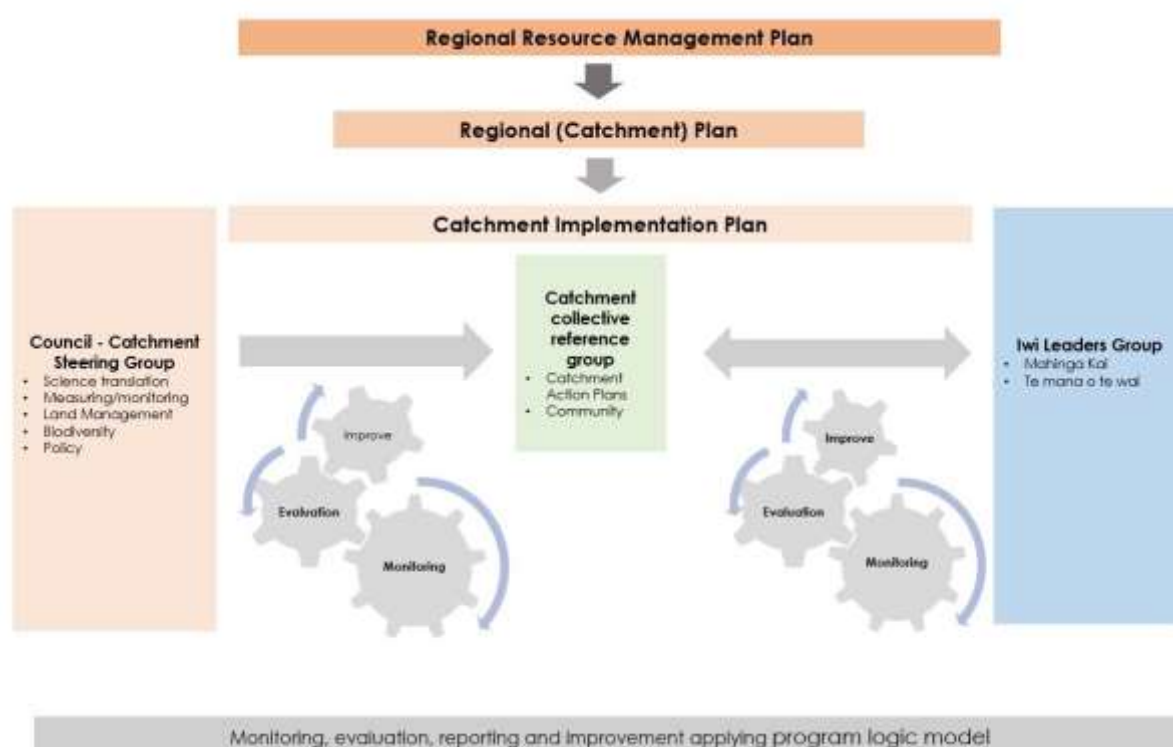 Regional Resource Management Plan
Regional (Catchment) Plan
Catchment Implementation Plan
Council - Catchment
Steering Group
• Science translation
• Measuring/monitoring
• Land Management
• Biodiversity
• Policy
Catchment
collective
reference
group
• Catchment
Action Plans
• Community
Iwi Leaders Group
• Mahinga Kai
• Te mana o te wai
Improve
Evaluation
Monitoring
Improve
Evaluation
Monitoring
Monitoring, evaluation, reporting and improvement applying program logic model